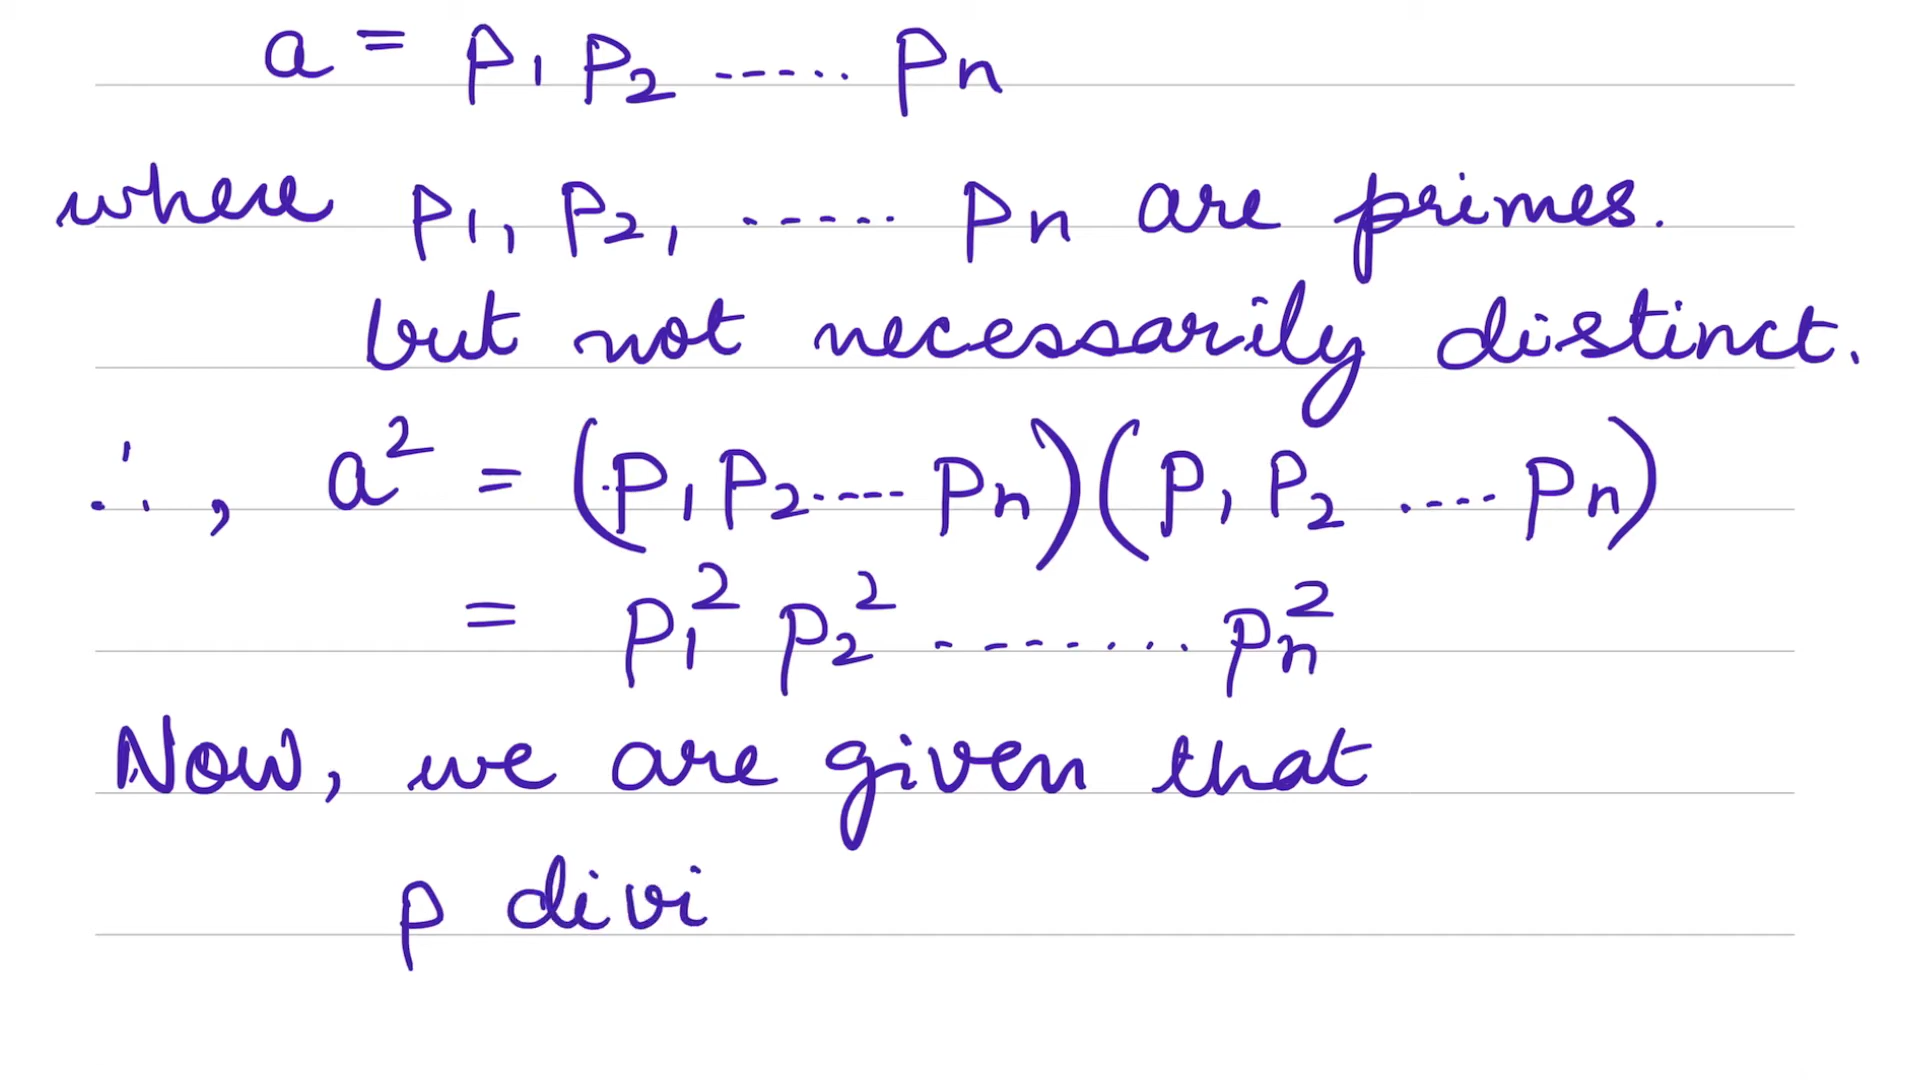 a = p₁ p₂ ...... pₙ
where p₁, p₂, ...... pₙ are primes.
but not necessarily distinct.
∴, a² = (p₁ p₂ .... pₙ)(p₁ p₂ .... pₙ)
= p₁² p₂² ........ pₙ²
Now, we are given that
p divi